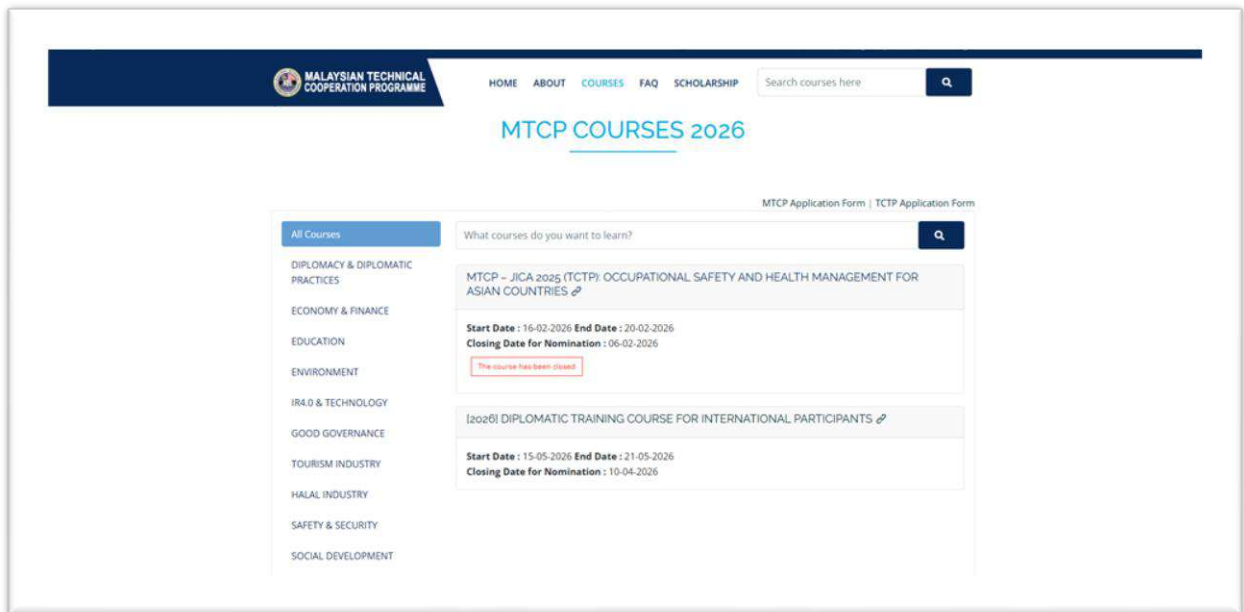 MALAYSIAN TECHNICAL
COOPERATION PROGRAMME
HOME ABOUT COURSES FAQ SCHOLARSHIP Search courses here
MTCP COURSES 2026
MTCP Application Form | TCTP Application Form
All Courses
DIPLOMACY & DIPLOMATIC
PRACTICES
ECONOMY & FINANCE
EDUCATION
ENVIRONMENT
IR4.0 & TECHNOLOGY
GOOD GOVERNANCE
TOURISM INDUSTRY
HALAL INDUSTRY
SAFETY & SECURITY
SOCIAL DEVELOPMENT
What courses do you want to learn?
MTCP – JICA 2025 (TCTP): OCCUPATIONAL SAFETY AND HEALTH MANAGEMENT FOR
ASIAN COUNTRIES
Start Date : 16-02-2026 End Date : 20-02-2026
Closing Date for Nomination : 06-02-2026
The course has been closed
[2026] DIPLOMATIC TRAINING COURSE FOR INTERNATIONAL PARTICIPANTS
Start Date : 15-05-2026 End Date : 21-05-2026
Closing Date for Nomination : 10-04-2026